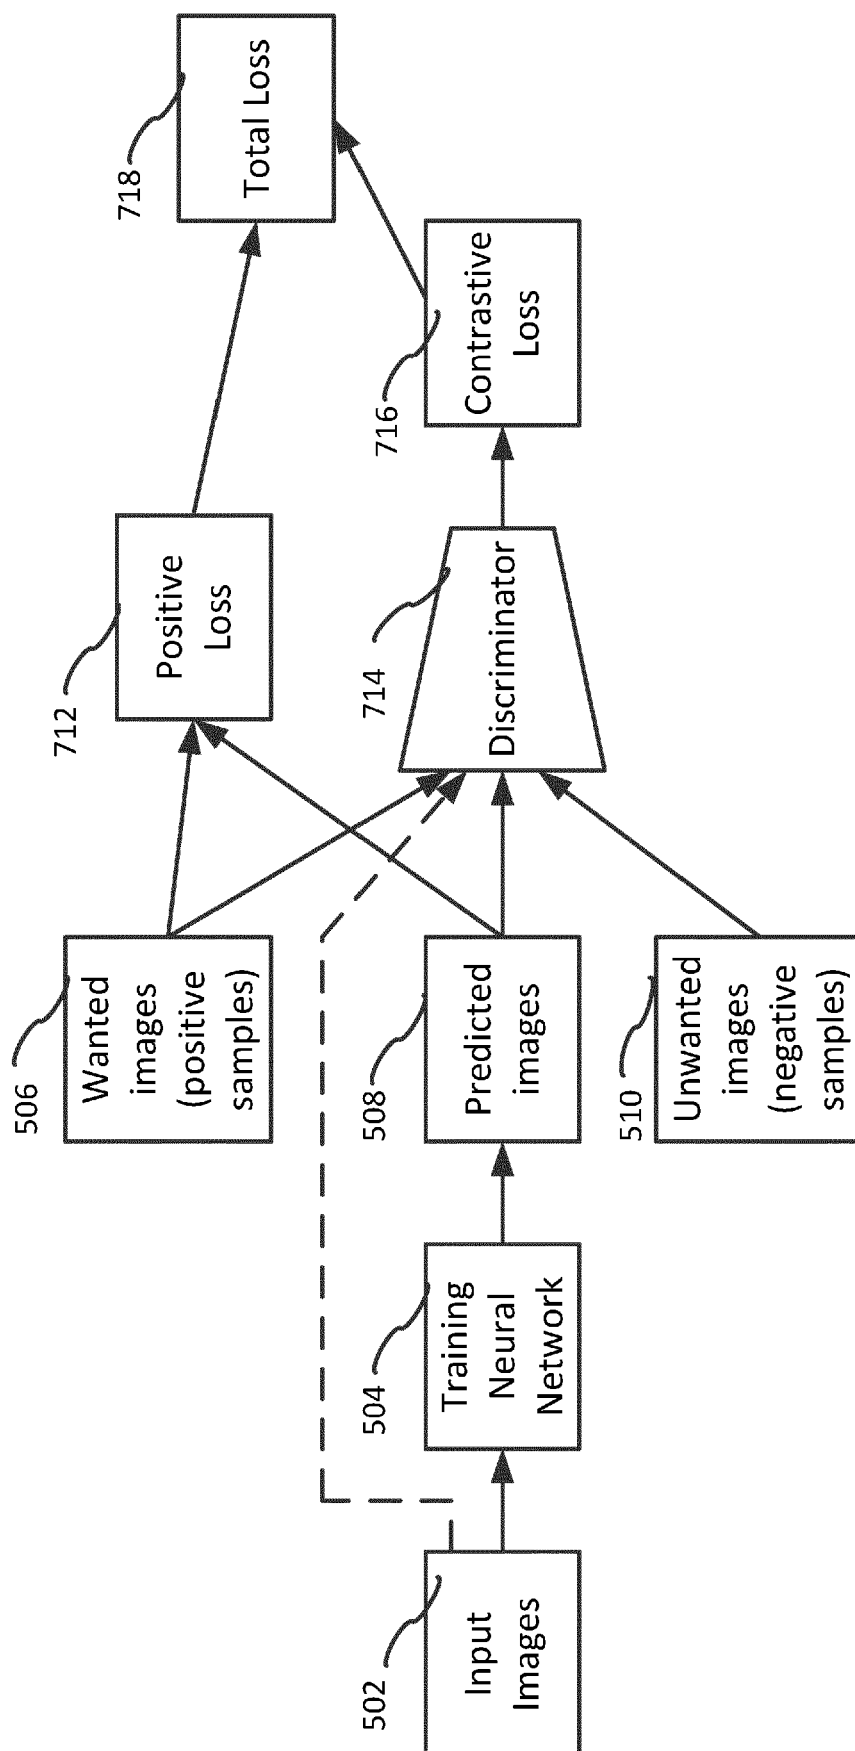 502
Input
Images
504
Training
Neural
Network
506
Wanted
images
(positive
samples)
508
Predicted
images
510
Unwanted
images
(negative
samples)
712
Positive
Loss
714
Discriminator
716
Contrastive
Loss
718
Total Loss